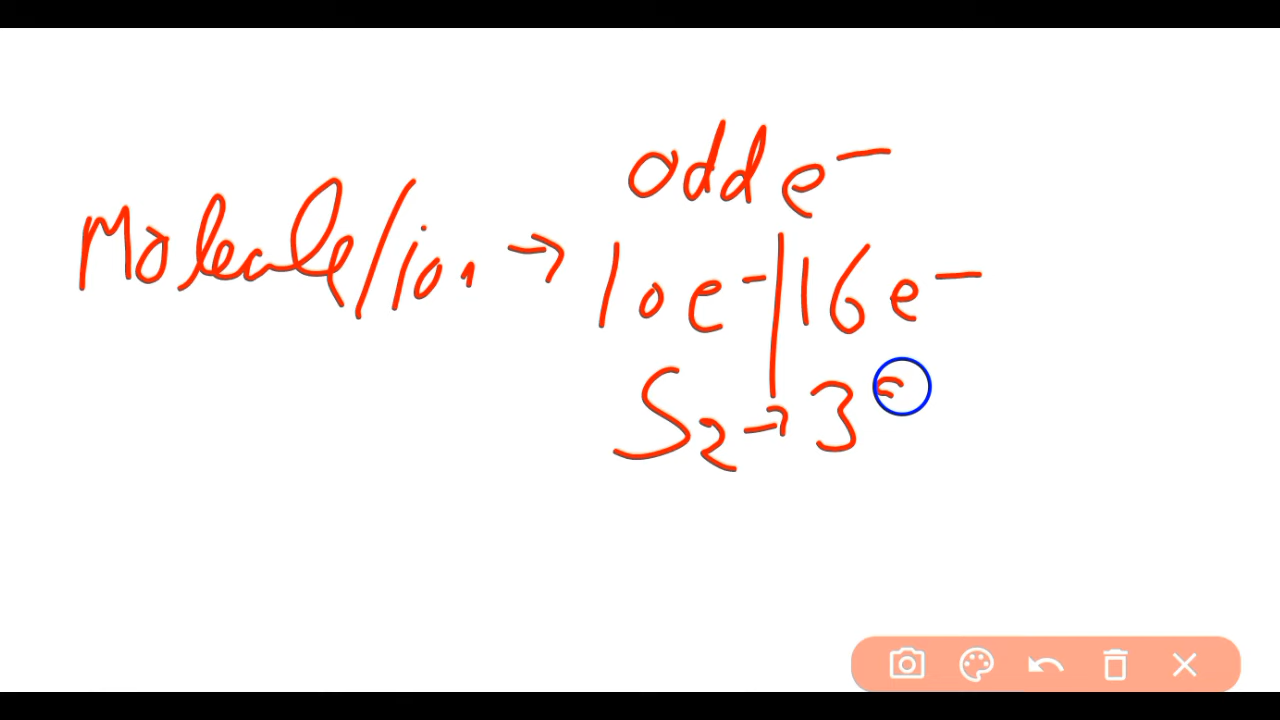 odd e⁻
Molecule/ion → 10e⁻ | 16e⁻
S₂ → 3